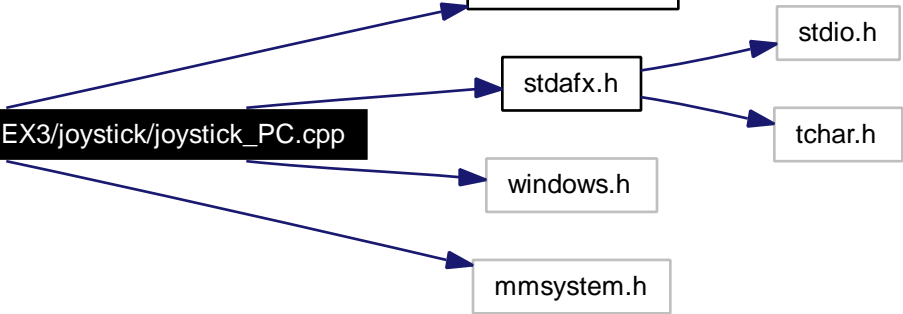 stdio.h
stdafx.h
EX3/joystick/joystick_PC.cpp
tchar.h
windows.h
mmsystem.h